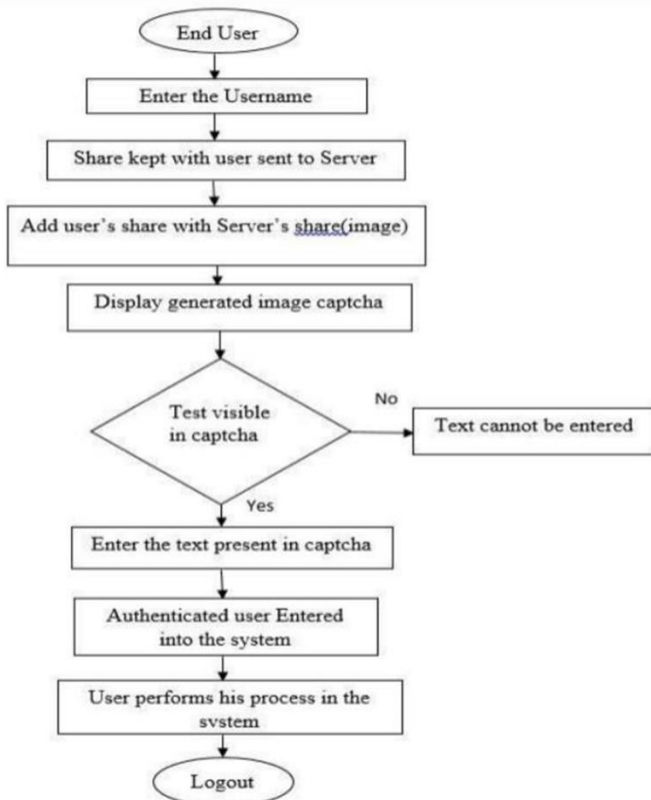 End User
Enter the Username
Share kept with user sent to Server
Add user's share with Server's share(image)
Display generated image captcha
Test visible
in captcha
No
Text cannot be entered
Yes
Enter the text present in captcha
Authenticated user Entered
into the system
User performs his process in the
system
Logout